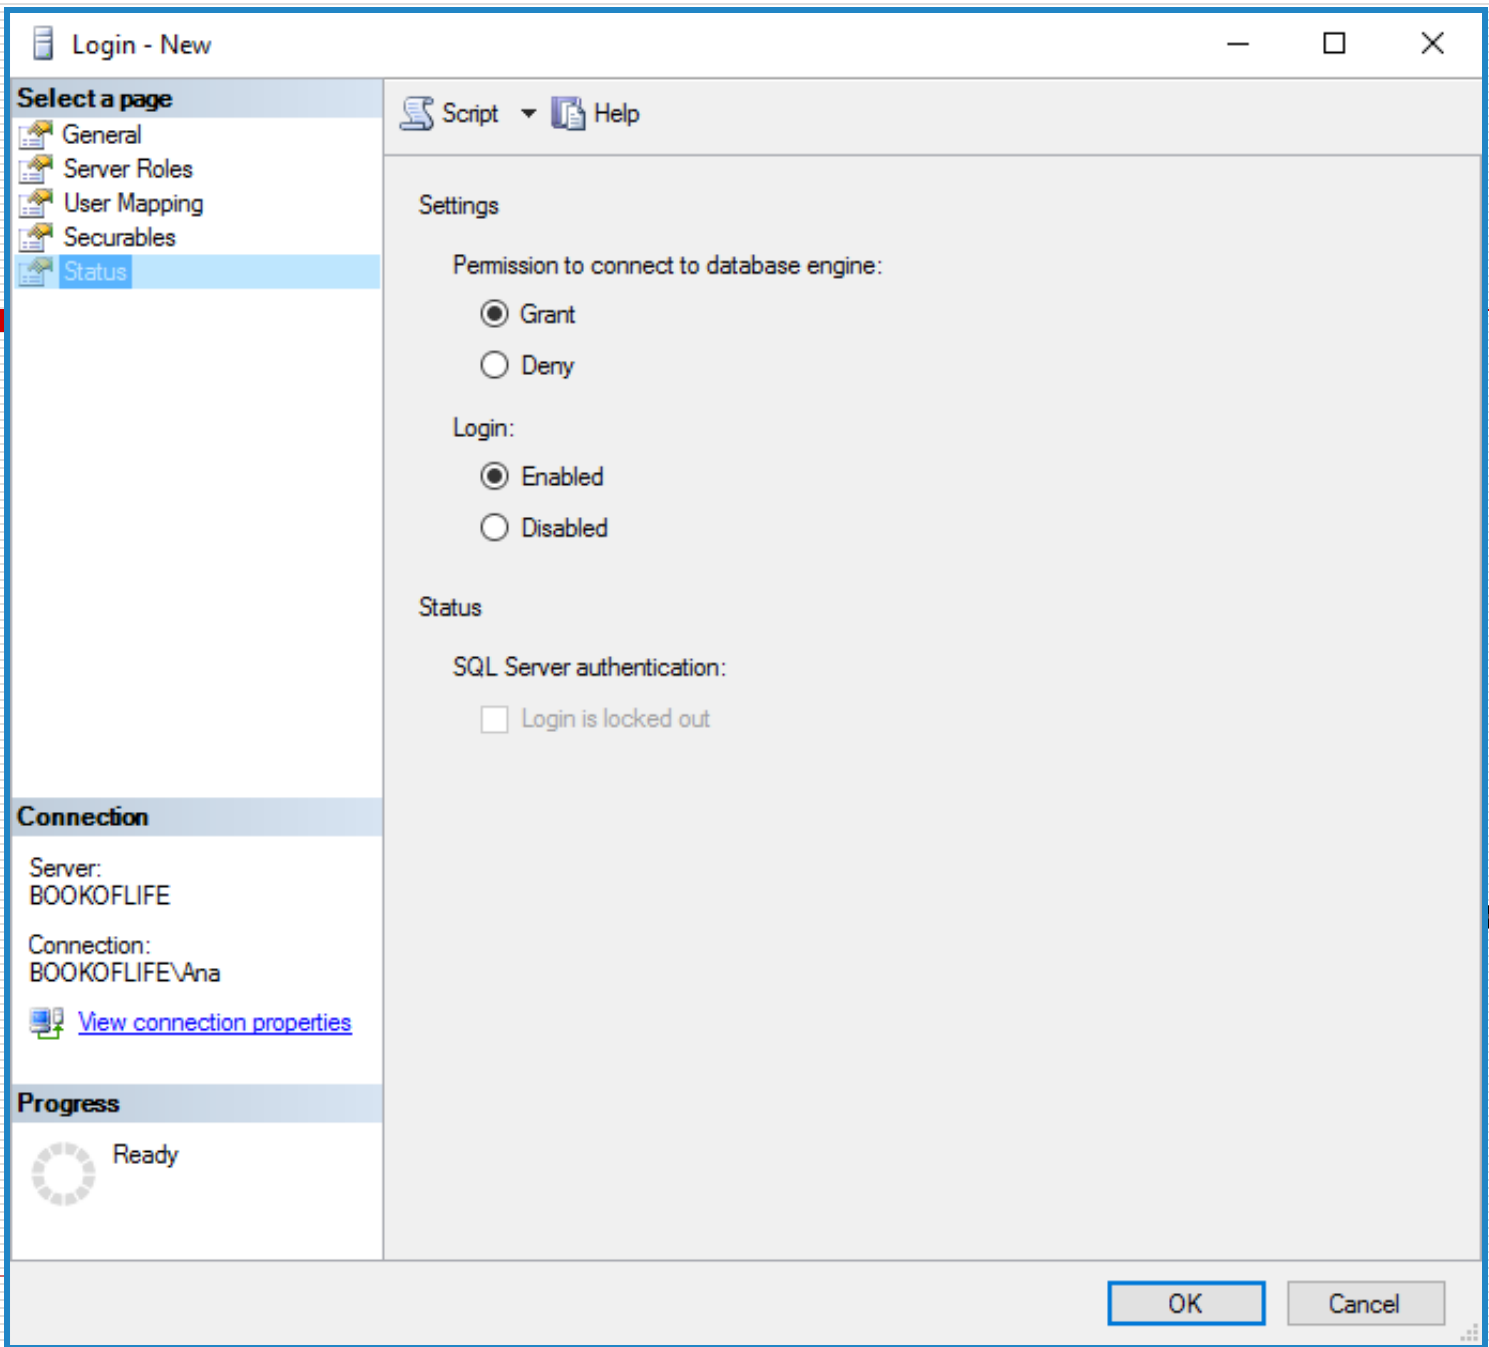 Login - New
Select a page
General
Server Roles
User Mapping
Securables
Status
Script Help
Settings
Permission to connect to database engine:
Grant
Deny
Login:
Enabled
Disabled
Status
SQL Server authentication:
Login is locked out
Connection
Server:
BOOKOFLIFE
Connection:
BOOKOFLIFE\Ana
View connection properties
Progress
Ready
OK Cancel